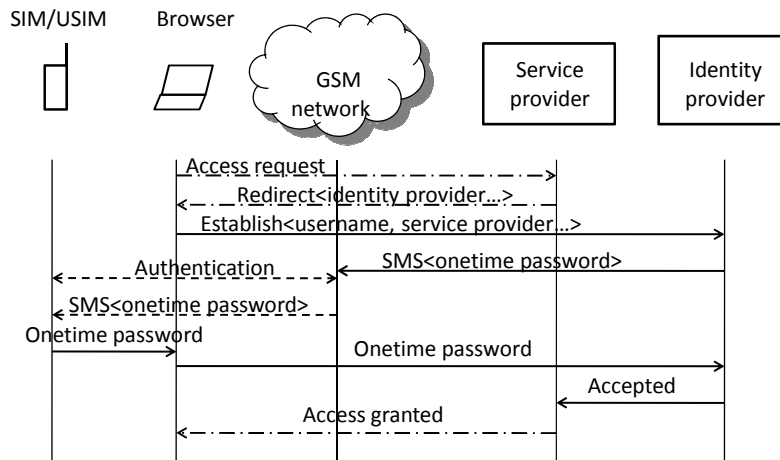 SIM/USIM
Browser
GSM
network
Service
provider
Identity
provider
Access request
Redirect<identity provider...>
Establish<username, service provider...>
Authentication
SMS<onetime password>
SMS<onetime password>
Onetime password
Onetime password
Accepted
Access granted